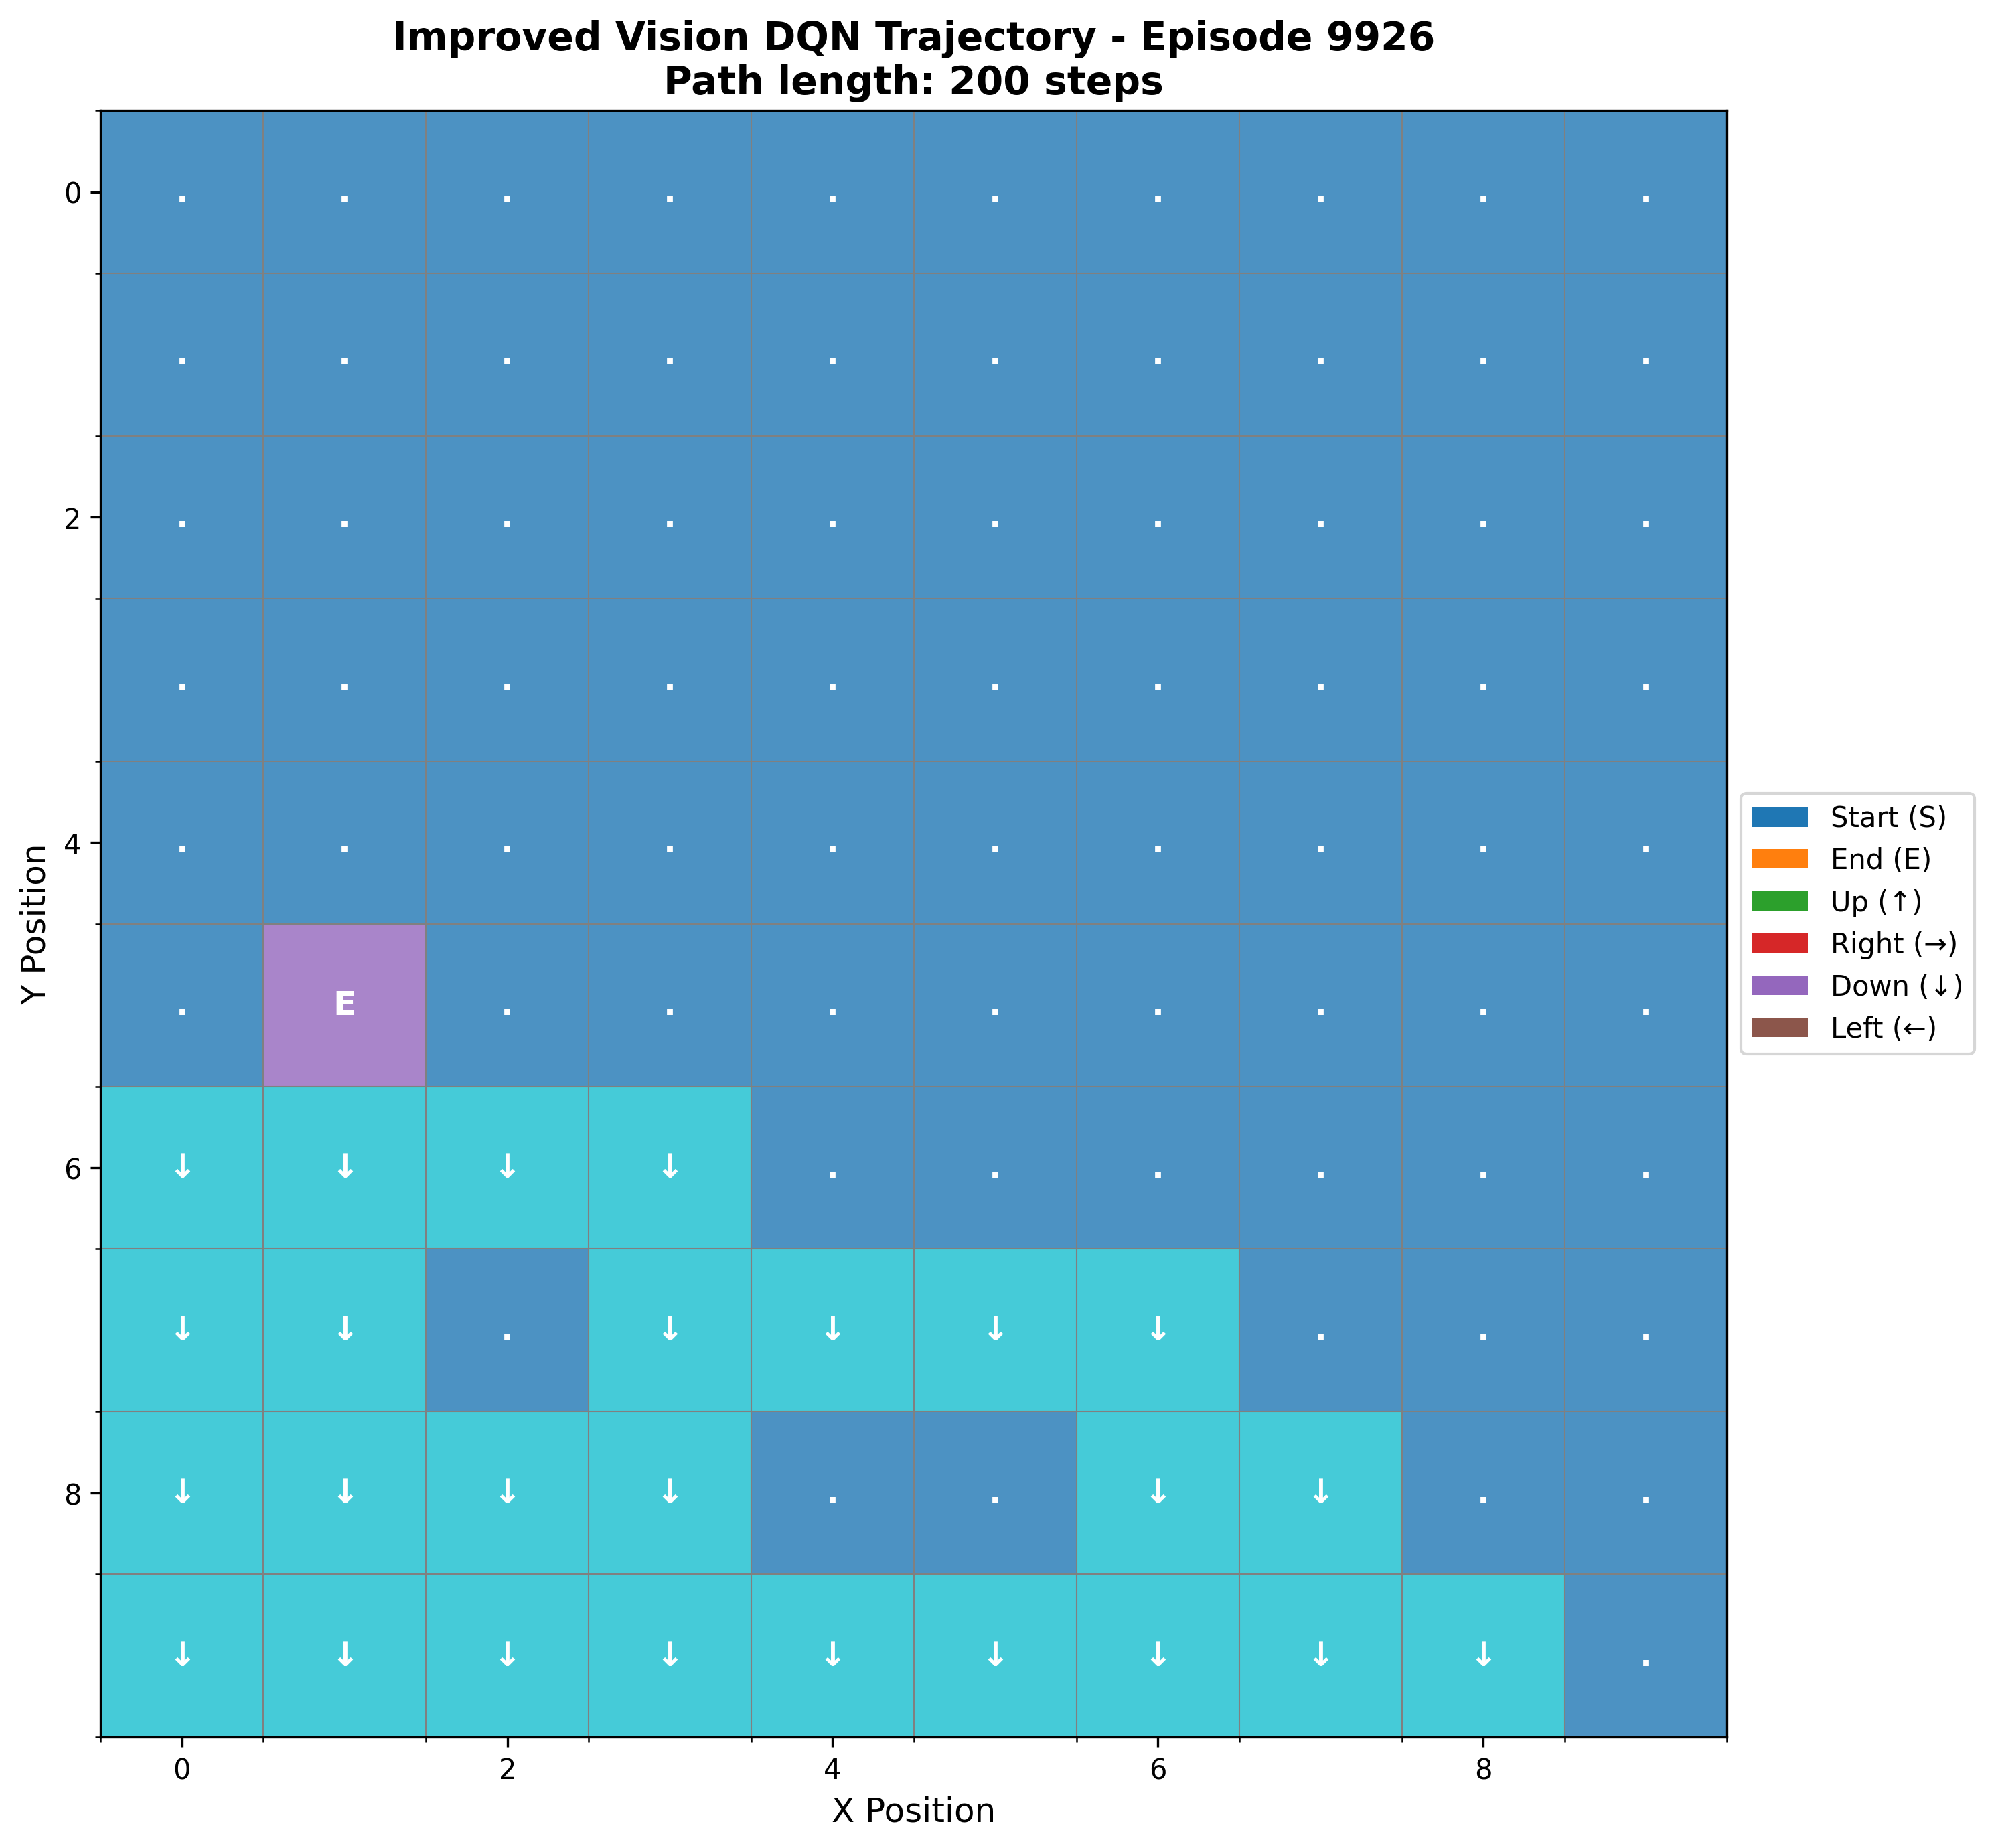 Improved Vision DQN Trajectory - Episode 9926
Path length: 200 steps
0 . . . . . . . . . .
. . . . . . . . . .
2 . . . . . . . . . .
. . . . . . . . . .
4 . . . . . . . . . .
. E . . . . . . . .
6 ↓ ↓ ↓ ↓ . . . . . .
↓ ↓ . ↓ ↓ ↓ ↓ . . .
8 ↓ ↓ ↓ ↓ . . ↓ ↓ . .
↓ ↓ ↓ ↓ ↓ ↓ ↓ ↓ ↓ .
0 2 4 6 8
X Position
Y Position
Start (S)
End (E)
Up (↑)
Right (→)
Down (↓)
Left (←)